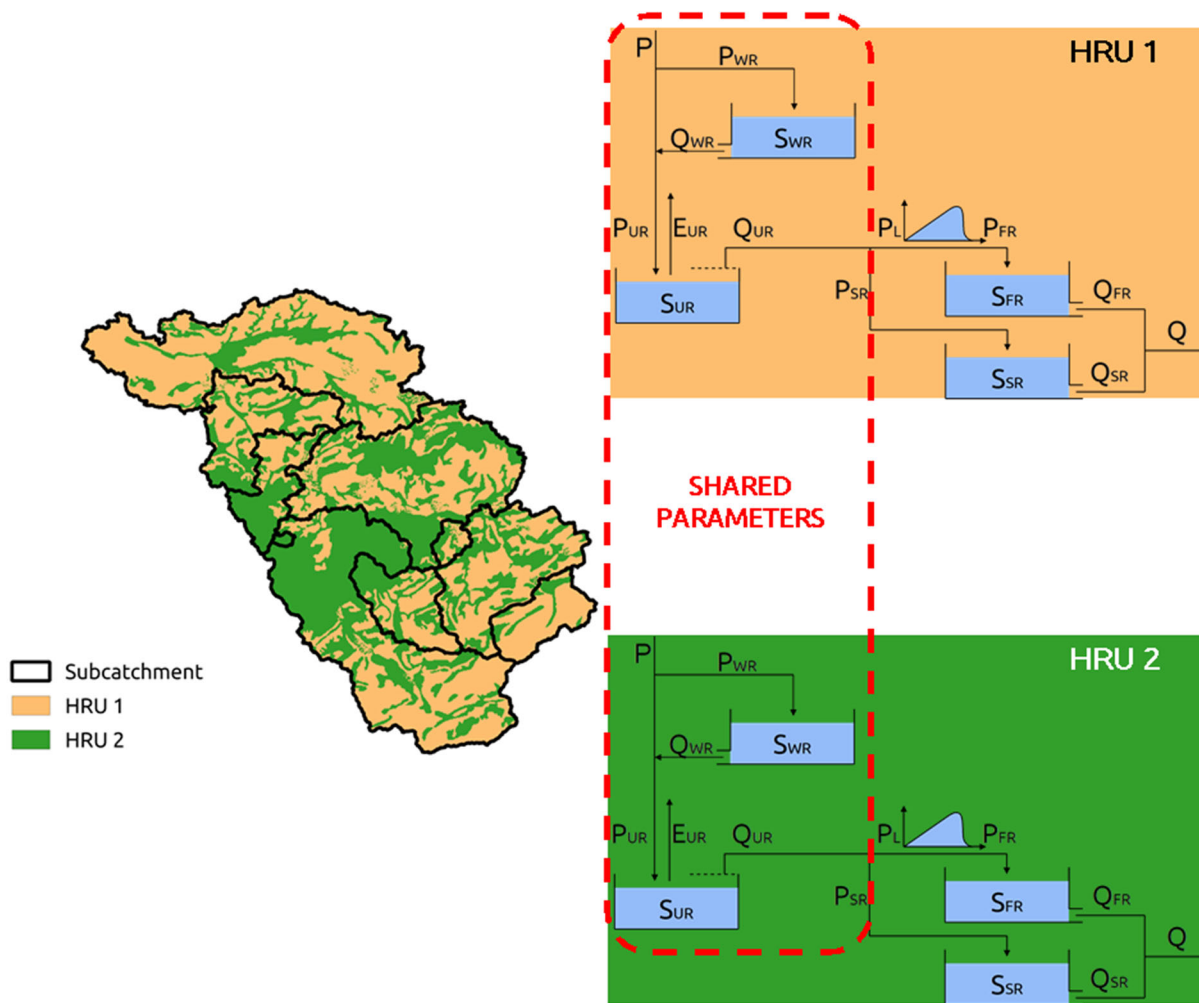 P
PWR
HRU 1
QWR
SWR
PUR
EUR
QUR
PL
PFR
SUR
PSR
SFR
QFR
Q
SSR
QSR
SHARED
PARAMETERS
Subcatchment
HRU 1
HRU 2
P
PWR
HRU 2
QWR
SWR
PUR
EUR
QUR
PL
PFR
SUR
PSR
SFR
QFR
Q
SSR
QSR